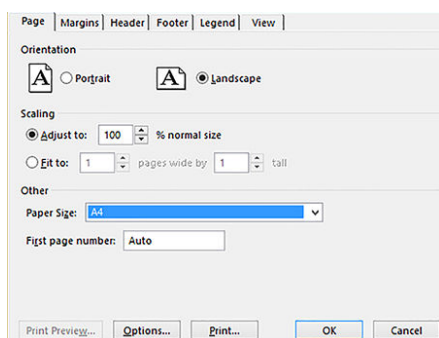 Page Margins Header Footer Legend View
Orientation
A Portrait A Landscape
Scaling
Adjust to: 100 % normal size
Fit to: 1 pages wide by 1 tall
Other
Paper Size: A4
First page number: Auto
Print Preview... Options... Print... OK Cancel